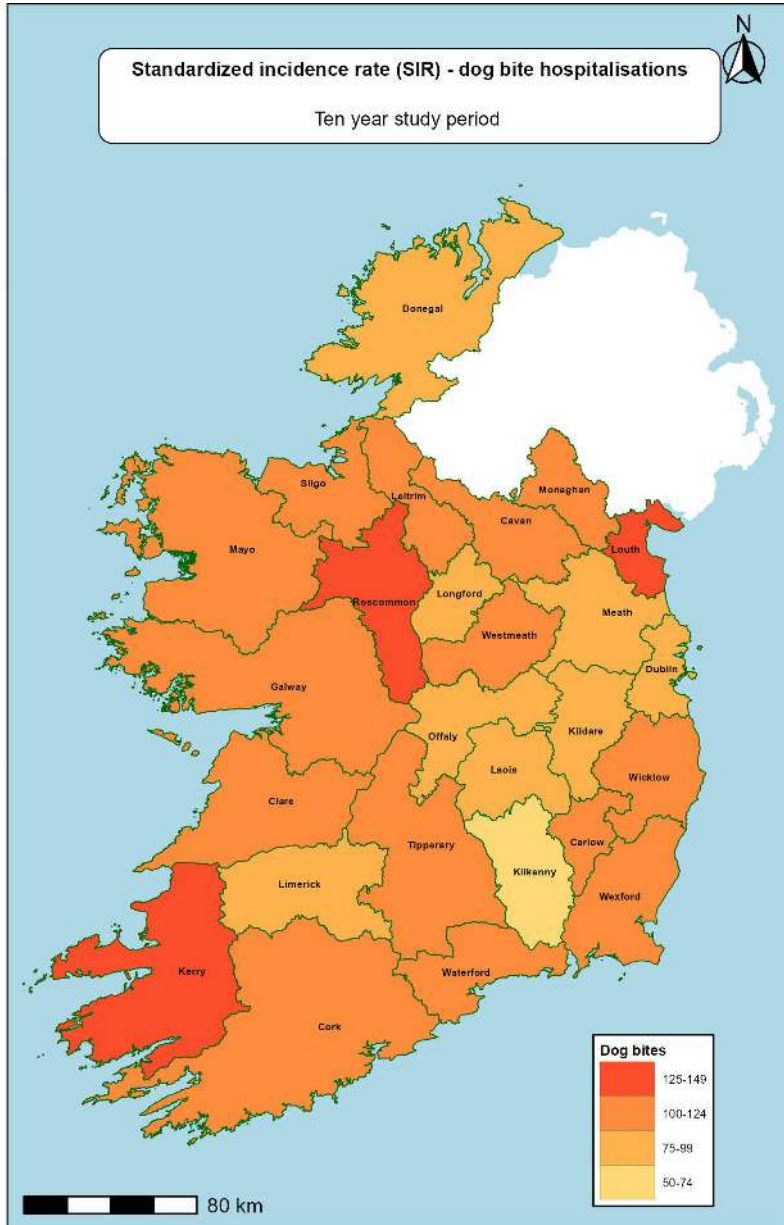 N
Standardized incidence rate (SIR) - dog bite hospitalisations
Ten year study period
Donegal
Sligo
Leitrim
Monaghan
Cavan
Louth
Mayo
Roscommon
Longford
Meath
Westmeath
Dublin
Galway
Offaly
Kildare
Laois
Wicklow
Clare
Tipperary
Carlow
Kilkenny
Limerick
Wexford
Kerry
Waterford
Cork
Dog bites
125-149
100-124
75-99
50-74
80 km